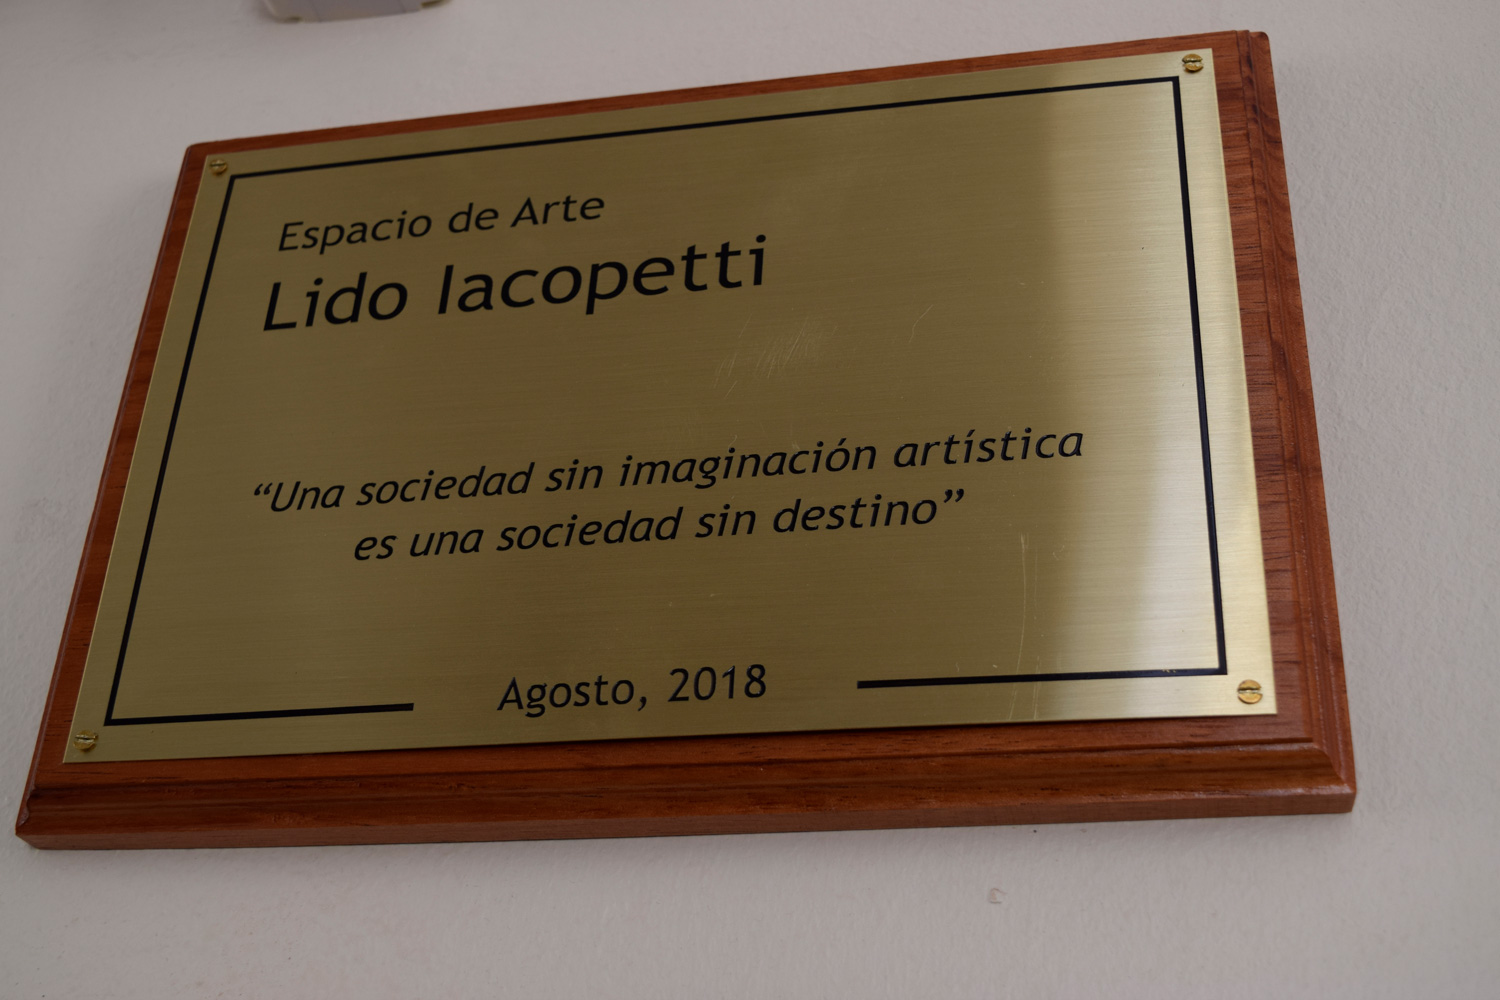 Espacio de Arte
Lido Iacopetti
“Una sociedad sin imaginación artística
es una sociedad sin destino”
Agosto, 2018